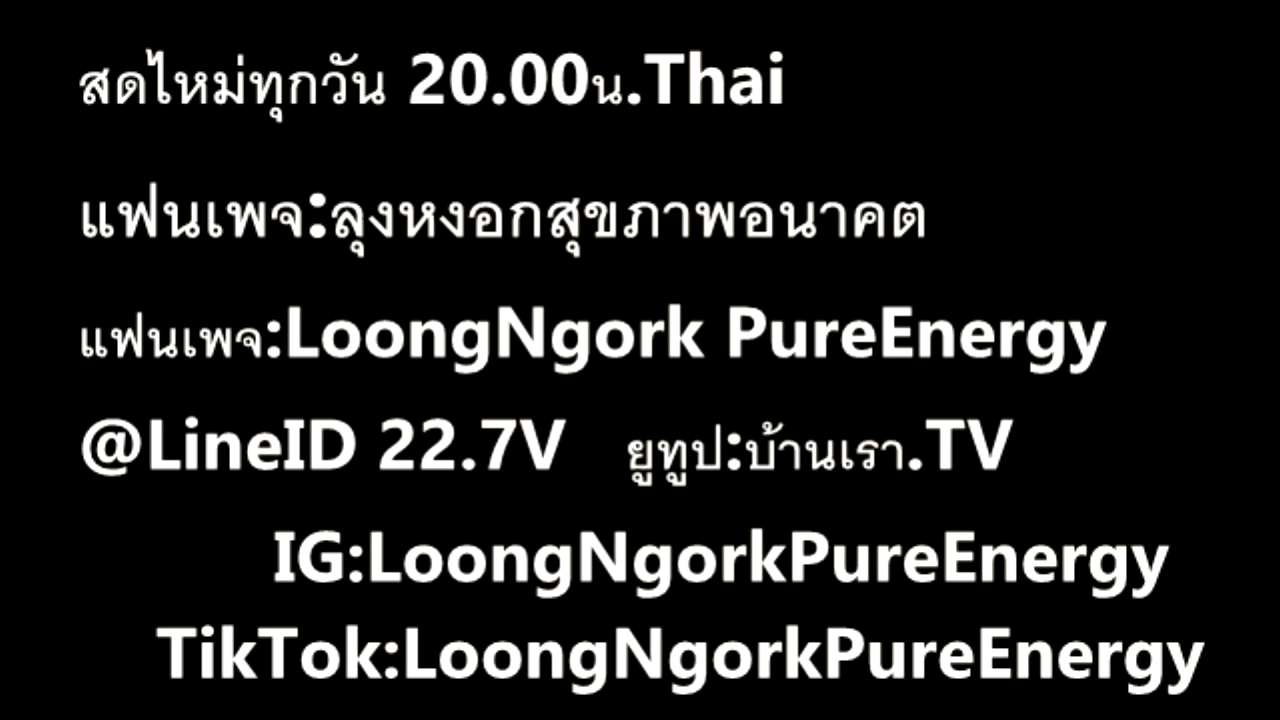 สดใหม่ทุกวัน 20.00น.Thai
แฟนเพจ:ลุงหงอกสุขภาพอนาคต
แฟนเพจ:LoongNgork PureEnergy
@LineID 22.7V ยูทูป:บ้านเรา.TV
IG:LoongNgorkPureEnergy
TikTok:LoongNgorkPureEnergy